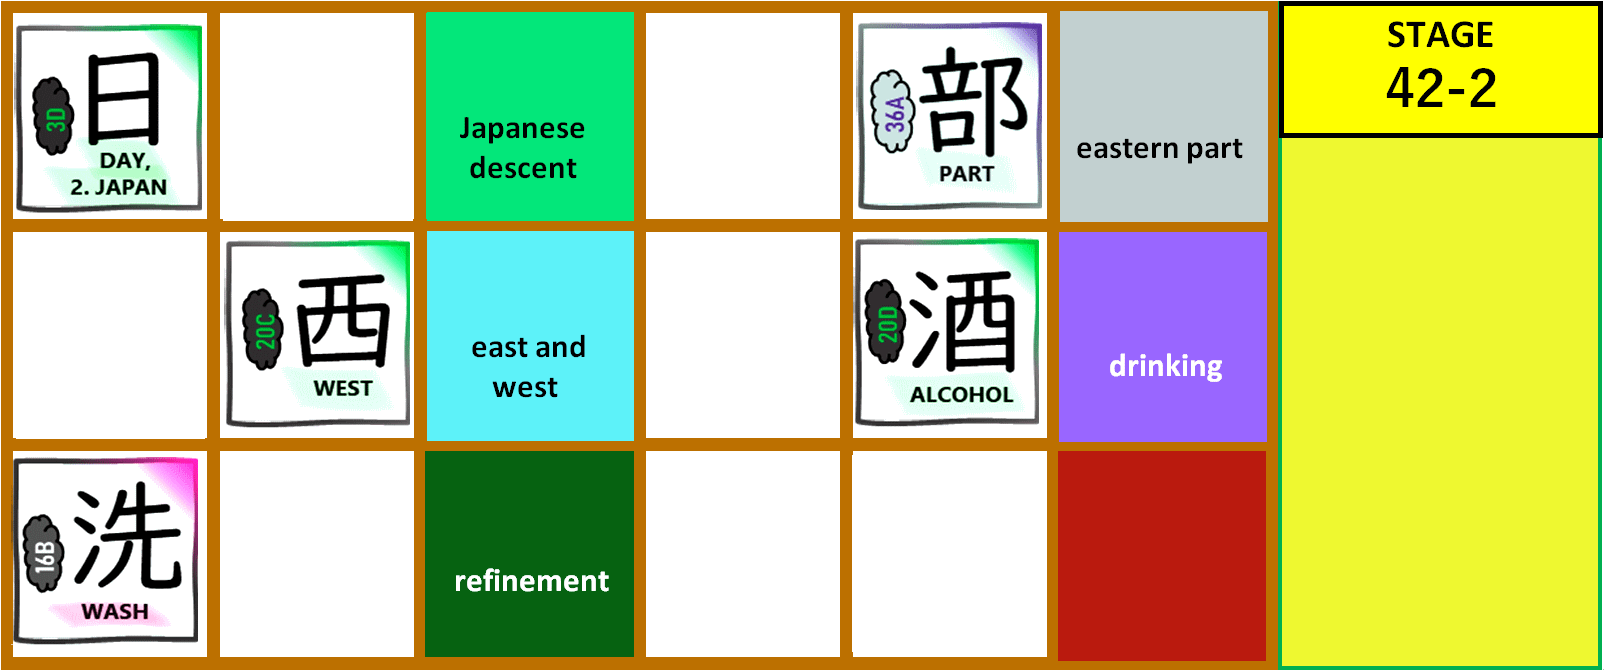 3D
日
DAY,
2. JAPAN
Japanese
descent
36A
部
PART
eastern part
STAGE
42-2
20C
西
WEST
east and
west
20D
酒
ALCOHOL
drinking
16B
洗
WASH
refinement